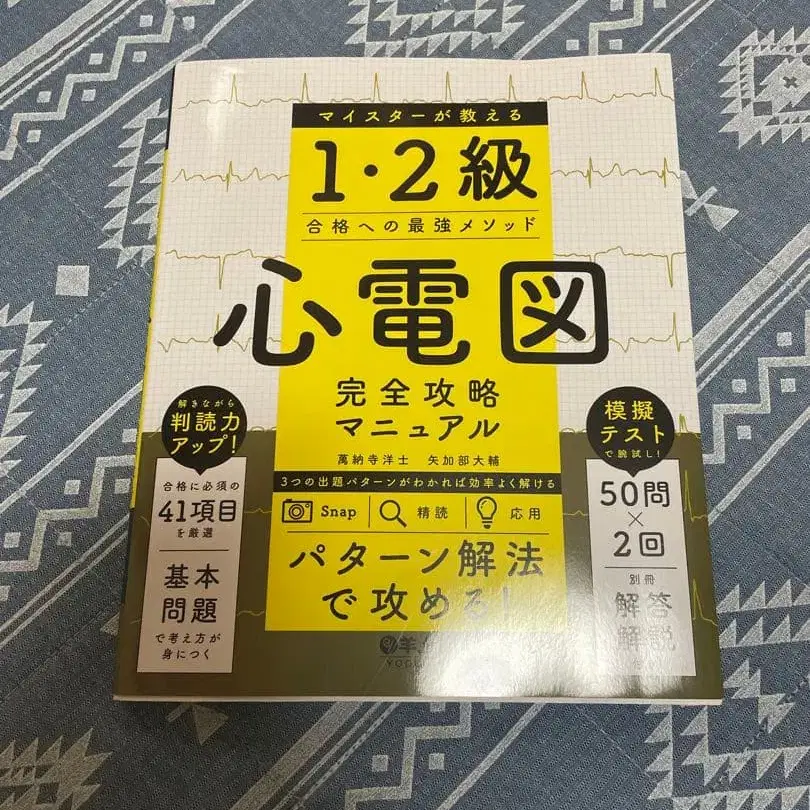 マイスターが教える
1・2級
合格への最強メソッド
心電図
完全攻略
マニュアル
萬納寺洋士 矢加部大輔
3つの出題パターンがわかれば効率よく解ける
Snap 精読 応用
パターン解法
で攻める!
解きながら
判読力
アップ!
合格に必須の
41項目
を厳選
基本
問題
で考え方が
身につく
模擬
テスト
で腕試し!
50問
×
2回
別冊
解答
解説
羊